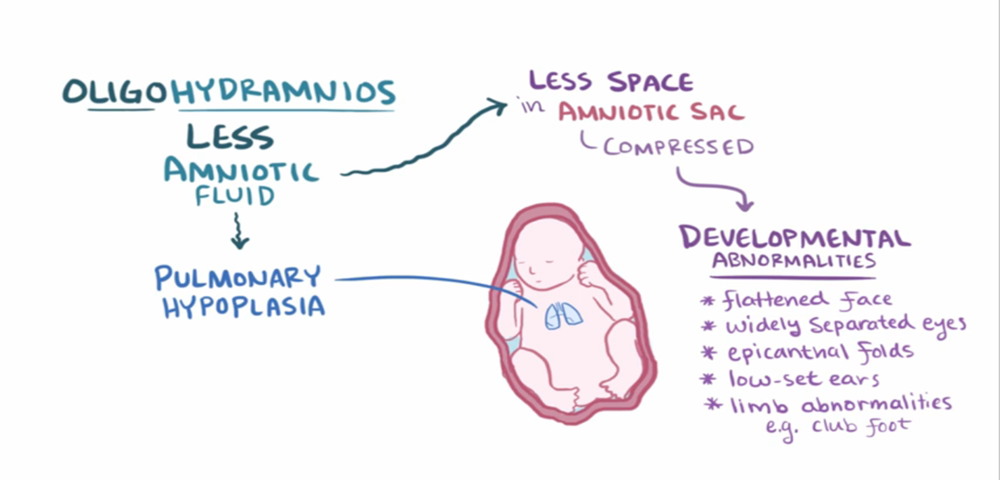 OLIGOHYDRAMNIOS
LESS
AMNIOTIC
FLUID
PULMONARY
HYPOPLASIA
LESS SPACE
in AMNIOTIC SAC
COMPRESSED
DEVELOPMENTAL
ABNORMALITIES
* flattened face
* widely separated eyes
* epicanthal folds
* low-set ears
* limb abnormalities
e.g. club foot